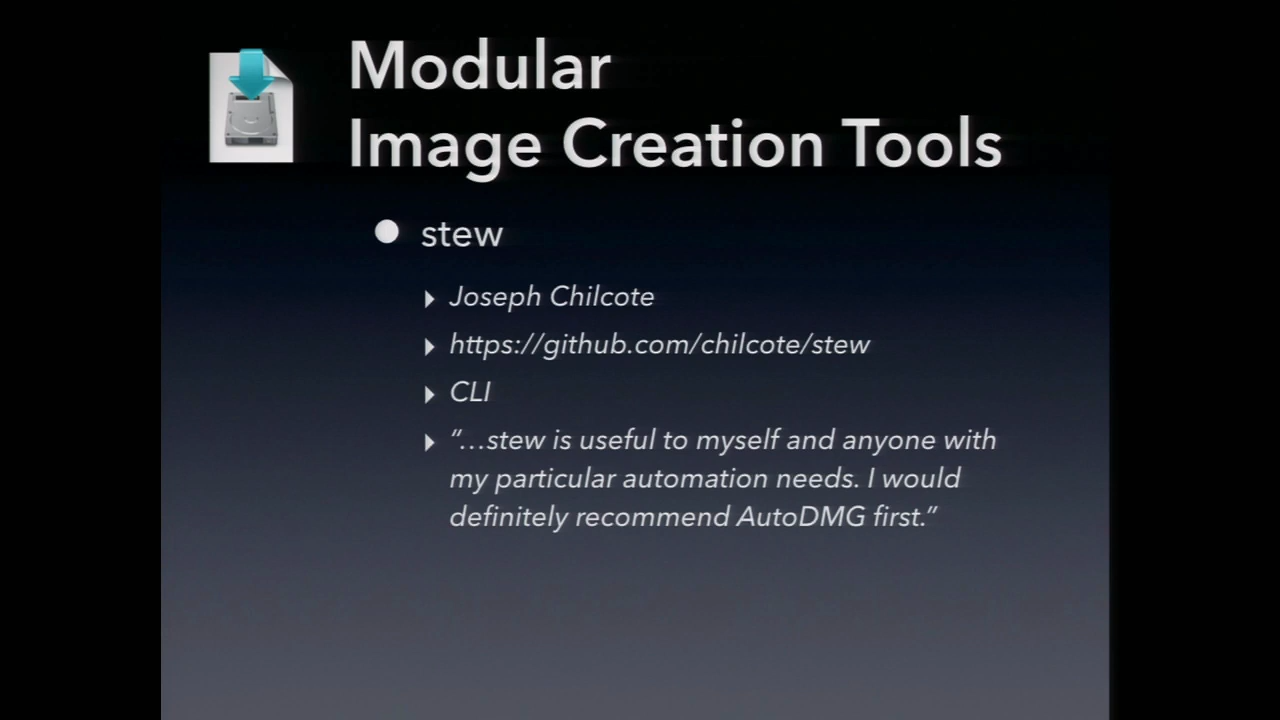 Modular
Image Creation Tools
stew
Joseph Chilcote
https://github.com/chilcote/stew
CLI
“…stew is useful to myself and anyone with
my particular automation needs. I would
definitely recommend AutoDMG first.”